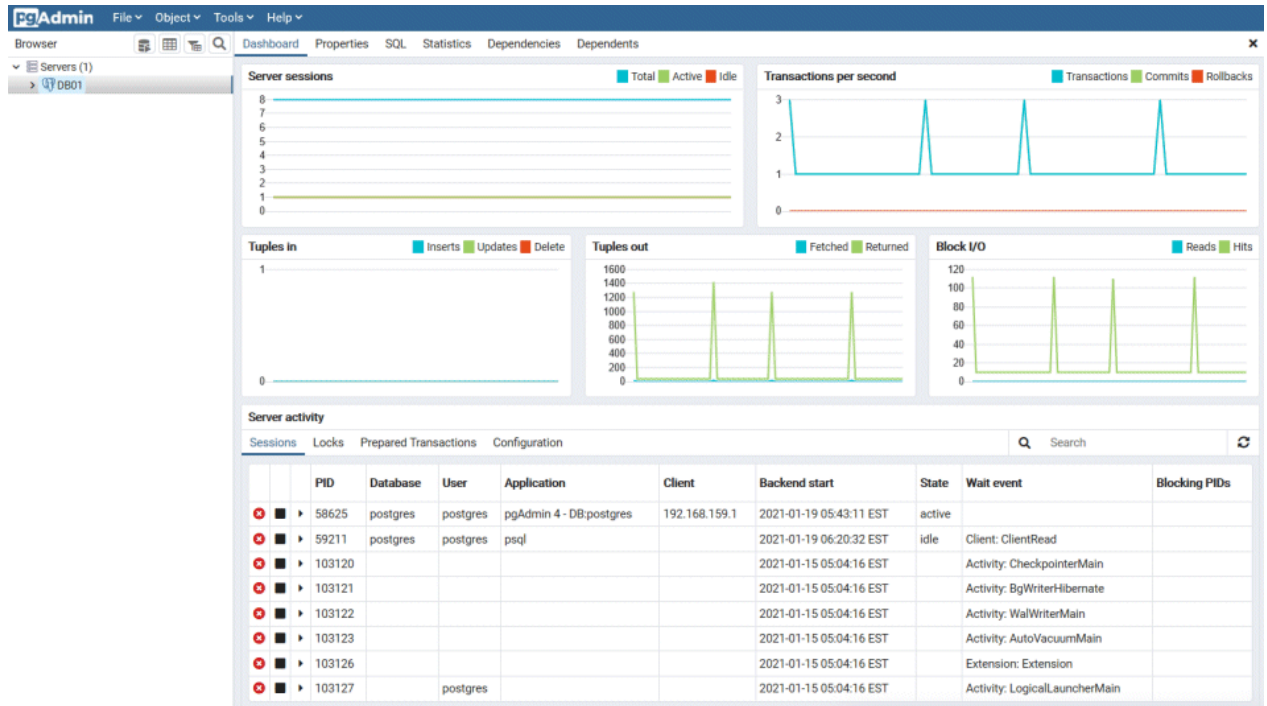 pgAdmin File Object Tools Help
Browser
Dashboard Properties SQL Statistics Dependencies Dependents
Servers (1)
DB01
Server sessions Total Active Idle
8
7
6
5
4
3
2
1
0
Transactions per second Transactions Commits Rollbacks
3
2
1
0
Tuples in Inserts Updates Delete
1
0
Tuples out Fetched Returned
1600
1400
1200
1000
800
600
400
200
0
Block I/O Reads Hits
120
100
80
60
40
20
0
Server activity
Sessions Locks Prepared Transactions Configuration Search
PID Database User Application Client Backend start State Wait event Blocking PIDs
58625 postgres postgres pgAdmin 4 - DB:postgres 192.168.159.1 2021-01-19 05:43:11 EST active
59211 postgres postgres psql 2021-01-19 06:20:32 EST idle Client: ClientRead
103120 2021-01-15 05:04:16 EST Activity: CheckpointerMain
103121 2021-01-15 05:04:16 EST Activity: BgWriterHibernate
103122 2021-01-15 05:04:16 EST Activity: WalWriterMain
103123 2021-01-15 05:04:16 EST Activity: AutoVacuumMain
103126 2021-01-15 05:04:16 EST Extension: Extension
103127 postgres 2021-01-15 05:04:16 EST Activity: LogicalLauncherMain